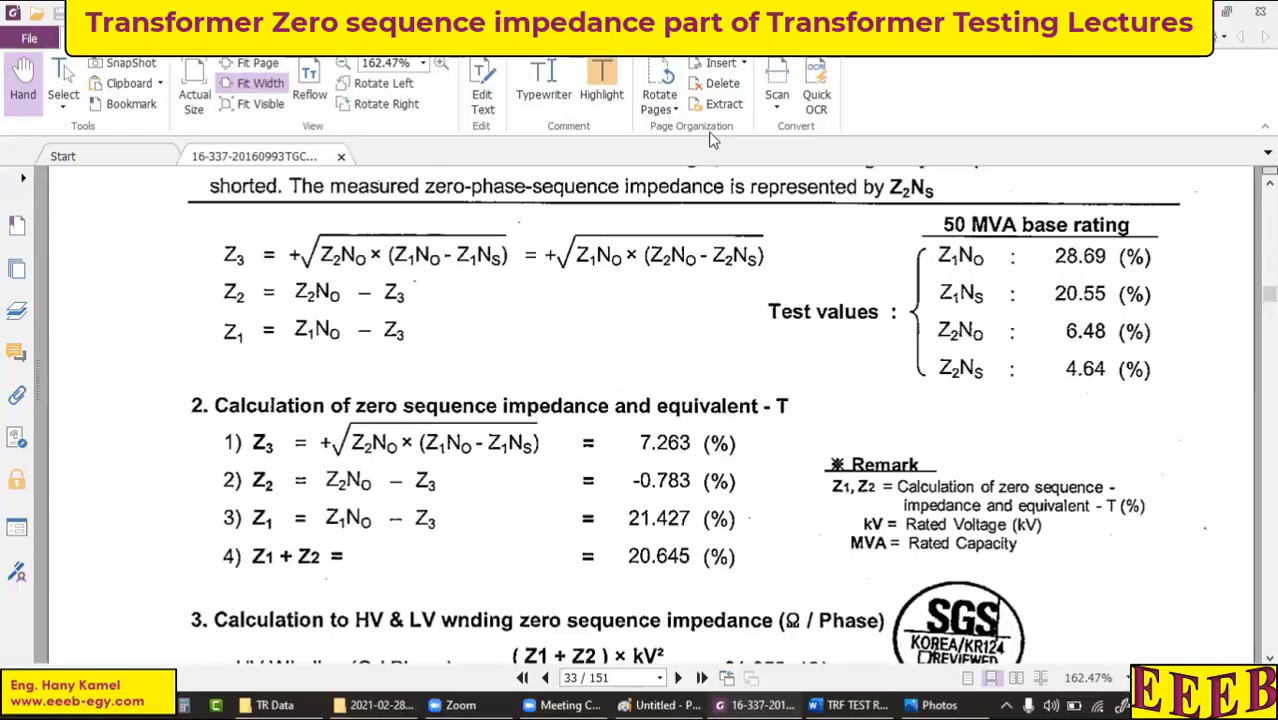 Transformer Zero sequence impedance part of Transformer Testing Lectures
File
Hand
Select
SnapShot
Clipboard
Bookmark
Tools
Actual Size
Fit Page
Fit Width
Fit Visible
Reflow
162.47%
Rotate Left
Rotate Right
View
Edit Text
Edit
Typewriter
Highlight
Comment
Rotate Pages
Insert
Delete
Extract
Page Organization
Scan
Quick OCR
Convert
Start
16-337-20160993TGC...
shorted. The measured zero-phase-sequence impedance is represented by Z₂Nₛ
Z₃ = +√Z₂Nₒ × (Z₁Nₒ - Z₁Nₛ) = +√Z₁Nₒ × (Z₂Nₒ - Z₂Nₛ)
Z₂ = Z₂Nₒ – Z₃
Z₁ = Z₁Nₒ – Z₃
50 MVA base rating
Test values :
Z₁Nₒ : 28.69 (%)
Z₁Nₛ : 20.55 (%)
Z₂Nₒ : 6.48 (%)
Z₂Nₛ : 4.64 (%)
2. Calculation of zero sequence impedance and equivalent - T
1) Z₃ = +√Z₂Nₒ × (Z₁Nₒ - Z₁Nₛ) = 7.263 (%)
2) Z₂ = Z₂Nₒ – Z₃ = -0.783 (%)
3) Z₁ = Z₁Nₒ – Z₃ = 21.427 (%)
4) Z1 + Z2 = = 20.645 (%)
※ Remark
Z1, Z2 = Calculation of zero sequence -
impedance and equivalent - T (%)
kV = Rated Voltage (kV)
MVA = Rated Capacity
3. Calculation to HV & LV wnding zero sequence impedance (Ω / Phase)
( Z1 + Z2 ) × kV²
SGS
KOREA/KR124
REVIEWED
33 / 151
162.47%
Eng. Hany Kamel
www.eeeb-egy.com
EEEB
TR Data
2021-02-28...
Zoom
Meeting C...
Untitled - P...
16-337-201...
TRF TEST R...
Photos